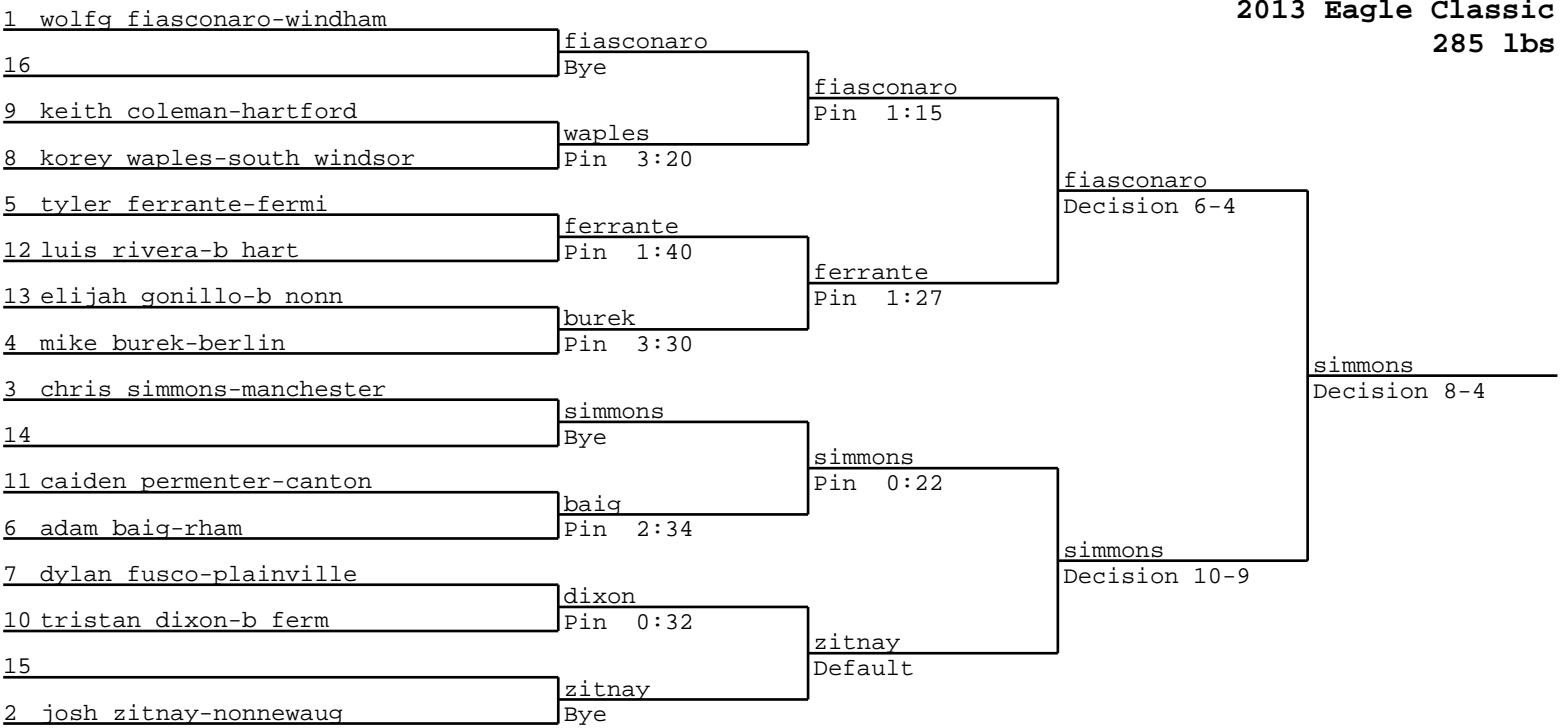 2013 Eagle Classic
285 lbs
1 wolfg fiasconaro-windham
16
9 keith coleman-hartford
8 korey waples-south windsor
5 tyler ferrante-fermi
12 luis rivera-b hart
13 elijah gonillo-b nonn
4 mike burek-berlin
3 chris simmons-manchester
14
11 caiden permenter-canton
6 adam baig-rham
7 dylan fusco-plainville
10 tristan dixon-b ferm
15
2 josh zitnay-nonnewaug
fiasconaro
Bye
waples
Pin 3:20
ferrante
Pin 1:40
burek
Pin 3:30
simmons
Bye
baig
Pin 2:34
dixon
Pin 0:32
zitnay
Bye
fiasconaro
Pin 1:15
ferrante
Pin 1:27
simmons
Pin 0:22
zitnay
Default
fiasconaro
Decision 6-4
simmons
Decision 10-9
simmons
Decision 8-4